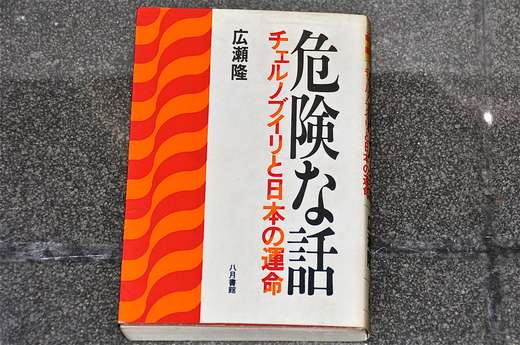 危険な話
チェルノブイリと日本の運命
広瀬隆
八月書館